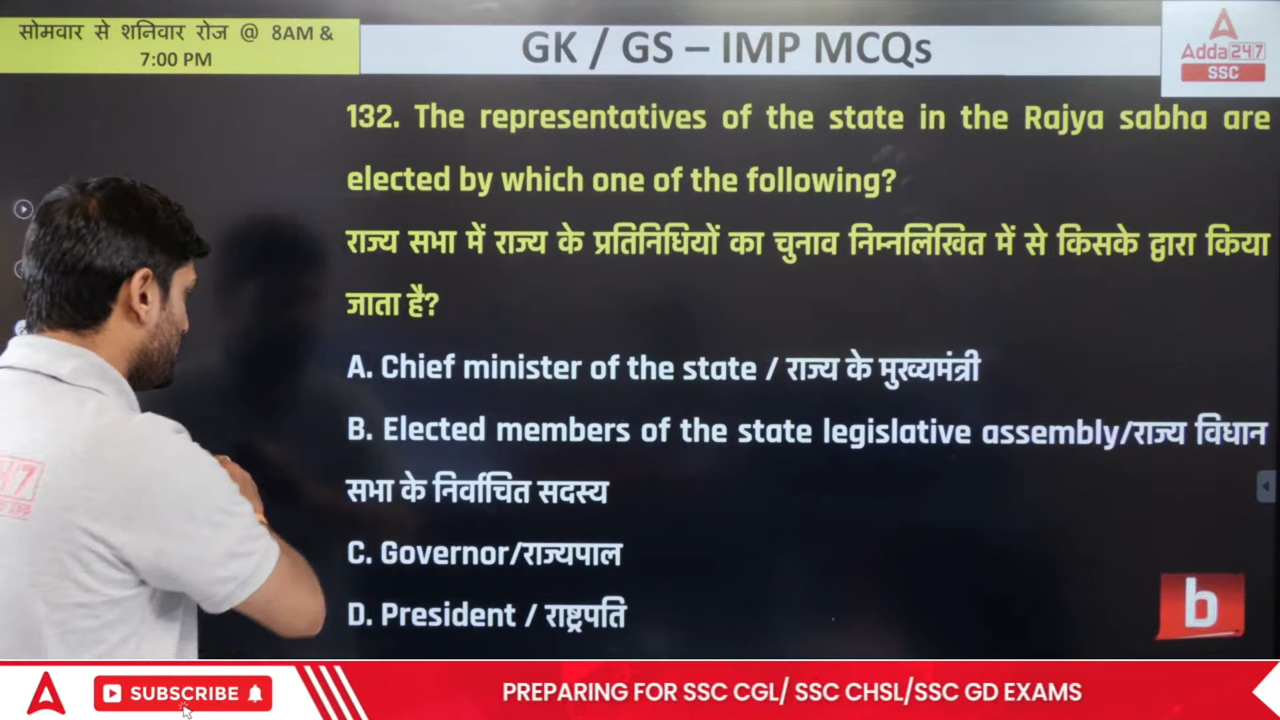 सोमवार से शनिवार रोज @ 8AM &
7:00 PM
GK / GS – IMP MCQs
Adda247
SSC
132. The representatives of the state in the Rajya sabha are
elected by which one of the following?
राज्य सभा में राज्य के प्रतिनिधियों का चुनाव निम्नलिखित में से किसके द्वारा किया
जाता है?
A. Chief minister of the state / राज्य के मुख्यमंत्री
B. Elected members of the state legislative assembly/राज्य विधान
सभा के निर्वाचित सदस्य
C. Governor/राज्यपाल
D. President / राष्ट्रपति
b
SUBSCRIBE
PREPARING FOR SSC CGL/ SSC CHSL/SSC GD EXAMS